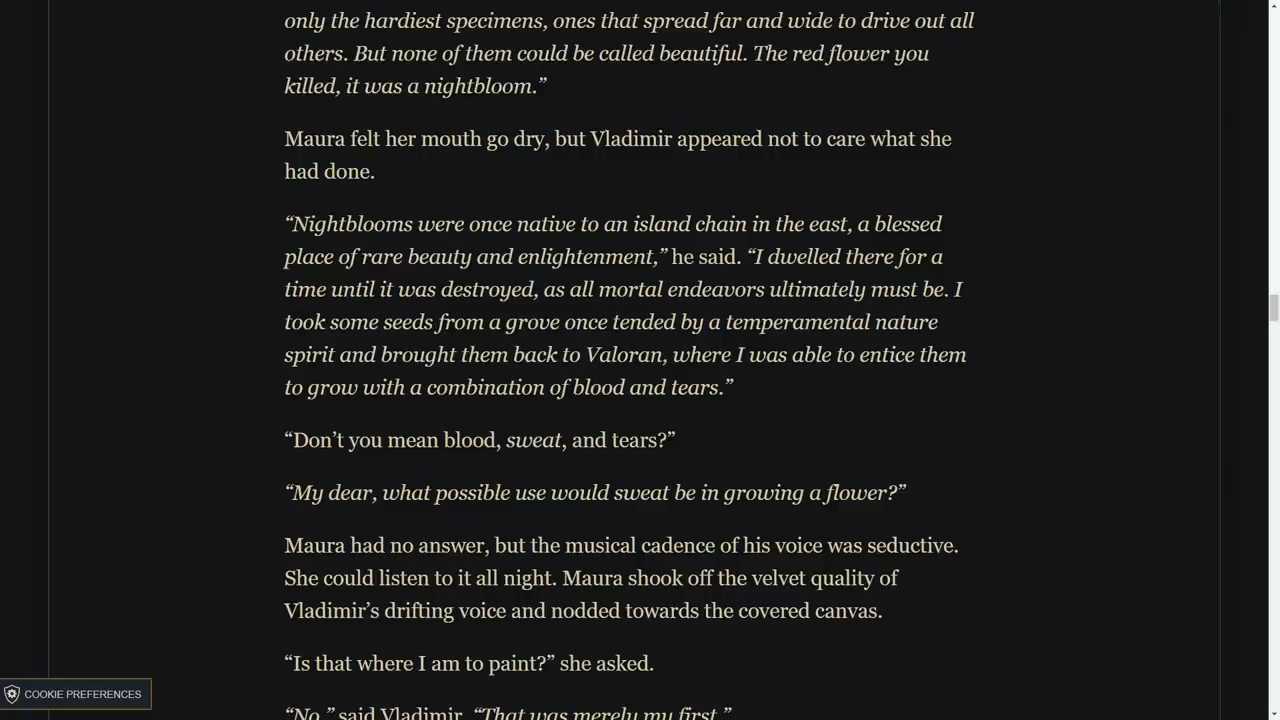 only the hardiest specimens, ones that spread far and wide to drive out all
others. But none of them could be called beautiful. The red flower you
killed, it was a nightbloom.”
Maura felt her mouth go dry, but Vladimir appeared not to care what she
had done.
“Nightblooms were once native to an island chain in the east, a blessed
place of rare beauty and enlightenment,” he said. “I dwelled there for a
time until it was destroyed, as all mortal endeavors ultimately must be. I
took some seeds from a grove once tended by a temperamental nature
spirit and brought them back to Valoran, where I was able to entice them
to grow with a combination of blood and tears.”
“Don’t you mean blood, sweat, and tears?”
“My dear, what possible use would sweat be in growing a flower?”
Maura had no answer, but the musical cadence of his voice was seductive.
She could listen to it all night. Maura shook off the velvet quality of
Vladimir’s drifting voice and nodded towards the covered canvas.
“Is that where I am to paint?” she asked.
COOKIE PREFERENCES
“No,” said Vladimir. “That was merely my first.”